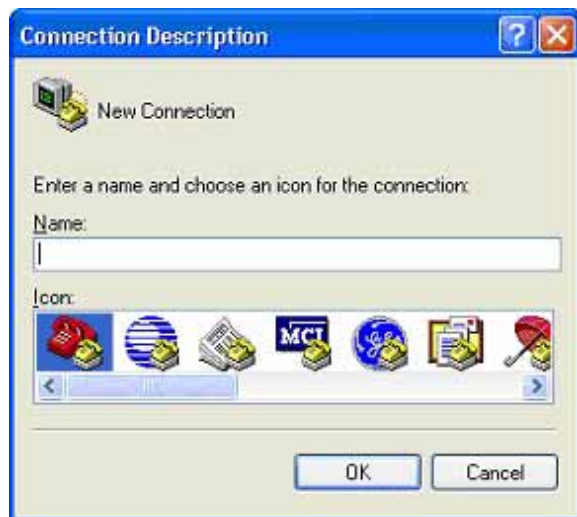 Connection Description
New Connection
Enter a name and choose an icon for the connection:
Name:
Icon:
MCI
OK
Cancel